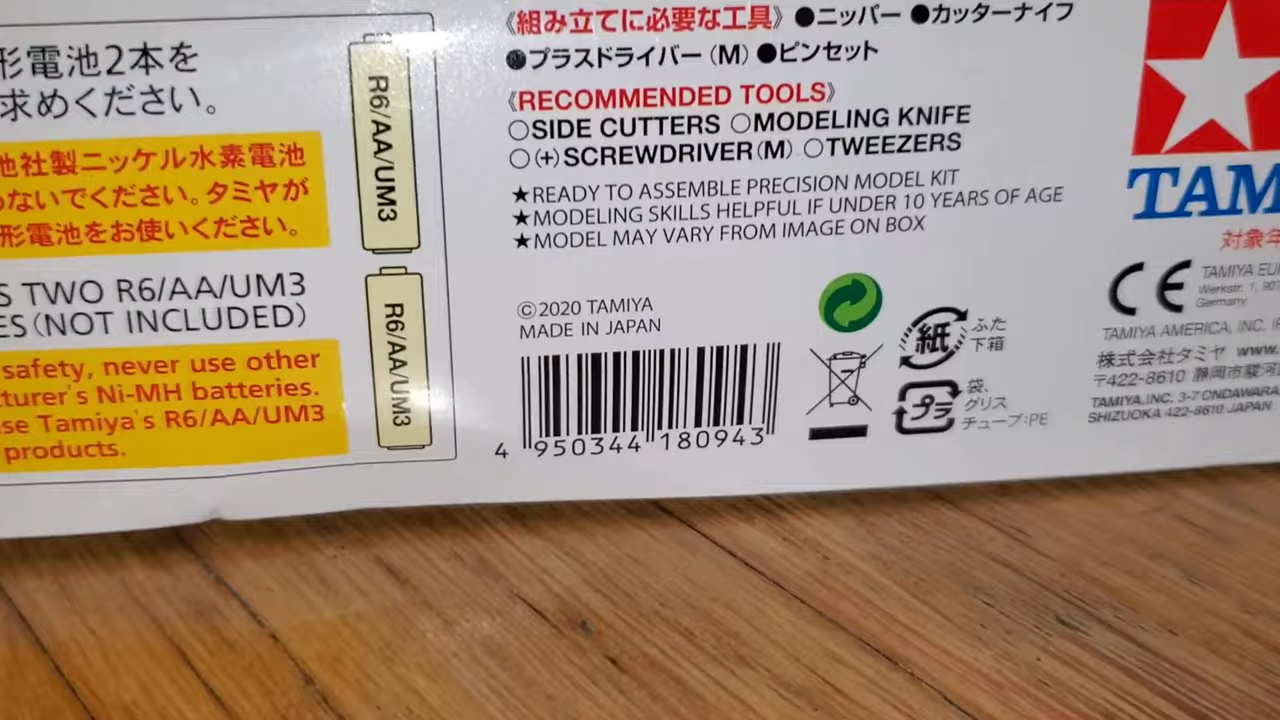 形電池2本を
求めください。
R6/AA/UM3
池社製ニッケル水素電池
ないでください。タミヤが
形電池をお使いください。
TWO R6/AA/UM3
(NOT INCLUDED)
R6/AA/UM3
safety, never use other
Ni-MH batteries.
Tamiya's R6/AA/UM3
products.
《組み立てに必要な工具》 ●ニッパー ●カッターナイフ
●プラスドライバー (M) ●ピンセット
《RECOMMENDED TOOLS》
○SIDE CUTTERS ○MODELING KNIFE
○(+)SCREWDRIVER(M) ○TWEEZERS
★READY TO ASSEMBLE PRECISION MODEL KIT
★MODELING SKILLS HELPFUL IF UNDER 10 YEARS OF AGE
★MODEL MAY VARY FROM IMAGE ON BOX
©2020 TAMIYA
MADE IN JAPAN
4 950344 180943
紙 ふた
下箱
プラ 袋、
グリス
チューブ:PE
TAM
対象年
CE
TAMIYA
Werkstr. 1,
Germany
TAMIYA AMERICA, INC.
株式会社タミヤ www.
〒422-8610 静岡市駿河
TAMIYA,INC. 3-7 ONDAWARA
SHIZUOKA 422-8610 JAPAN